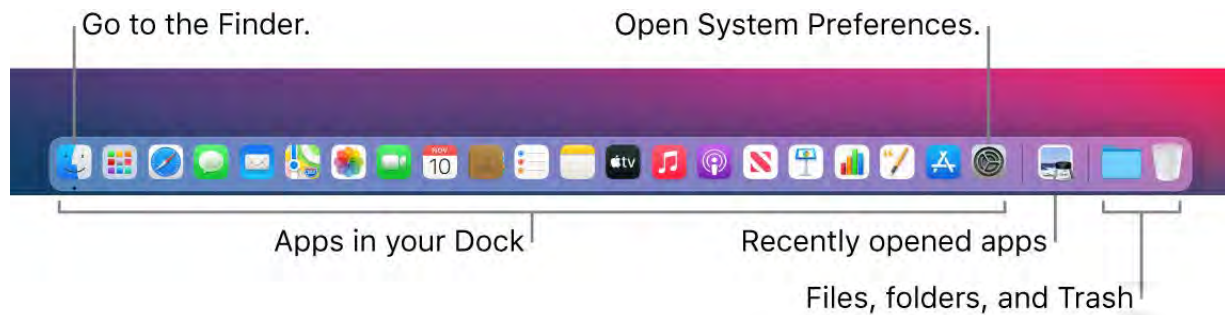 Go to the Finder.
Open System Preferences.
NOV
10
tv
Apps in your Dock
Recently opened apps
Files, folders, and Trash